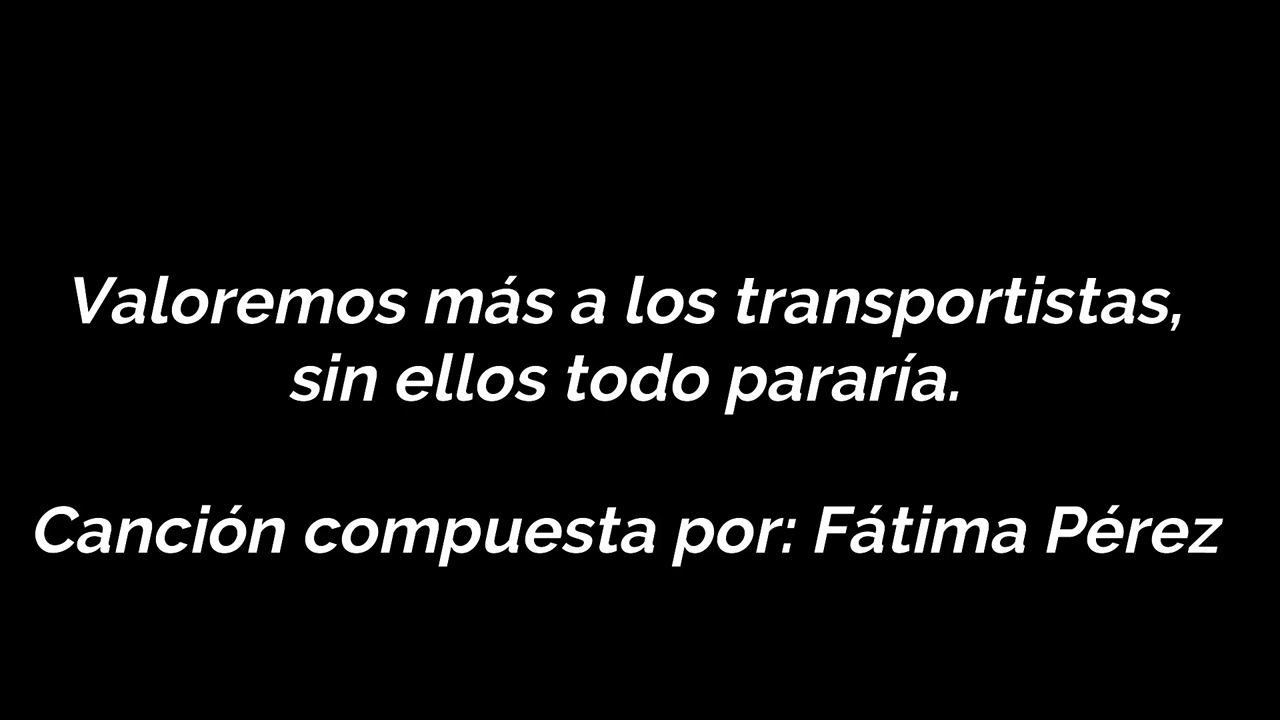 Valoremos más a los transportistas,
sin ellos todo pararía.
Canción compuesta por: Fátima Pérez